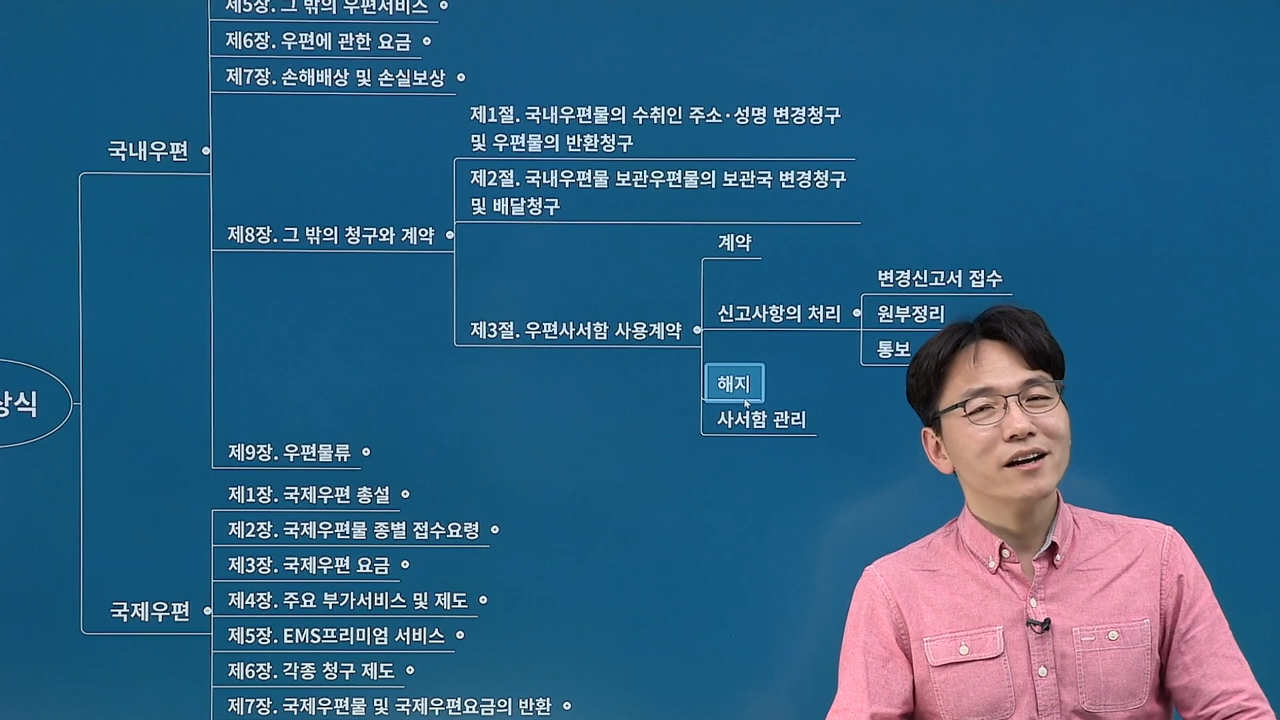 제5장. 그 밖의 우편서비스
제6장. 우편에 관한 요금
제7장. 손해배상 및 손실보상
국내우편
제8장. 그 밖의 청구와 계약
제1절. 국내우편물의 수취인 주소·성명 변경청구
및 우편물의 반환청구
제2절. 국내우편물 보관우편물의 보관국 변경청구
및 배달청구
제3절. 우편사서함 사용계약
계약
신고사항의 처리
변경신고서 접수
원부정리
통보
해지
사서함 관리
제9장. 우편물류
상식
국제우편
제1장. 국제우편 총설
제2장. 국제우편물 종별 접수요령
제3장. 국제우편 요금
제4장. 주요 부가서비스 및 제도
제5장. EMS프리미엄 서비스
제6장. 각종 청구 제도
제7장. 국제우편물 및 국제우편요금의 반환